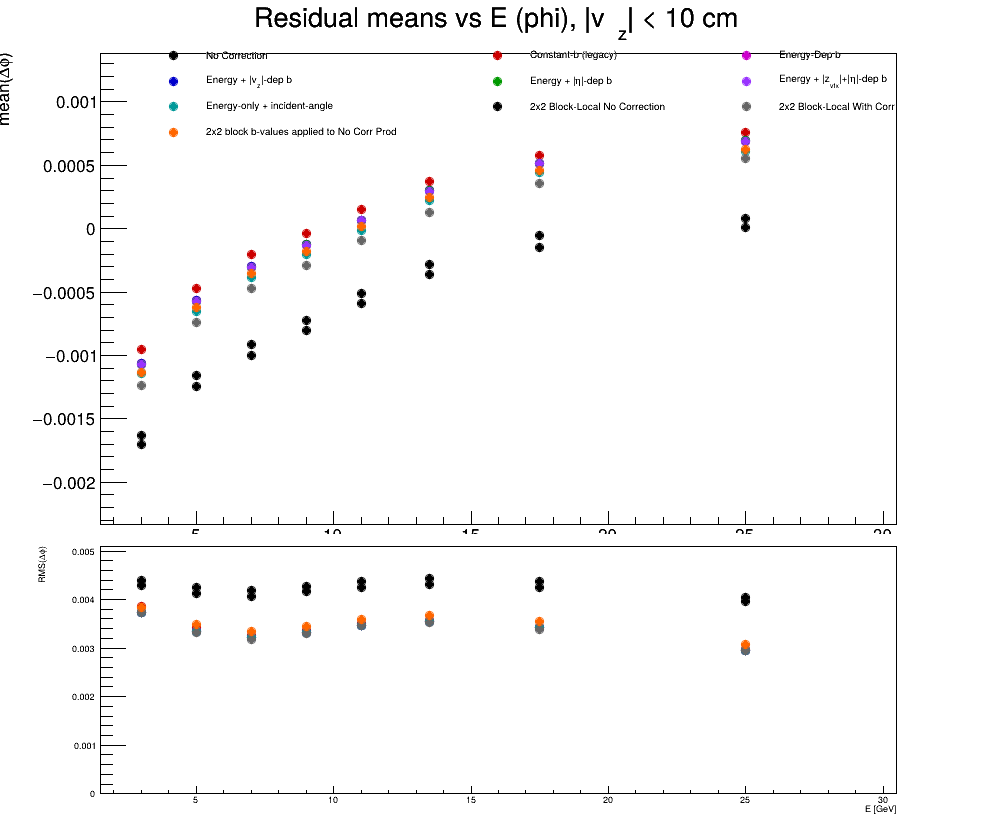 Residual means vs E (phi), |v_z| < 10 cm
mean(Δϕ)
No Correction
Constant-b (legacy)
Energy-Dep b
Energy + |v_z|-dep b
Energy + |η|-dep b
Energy + |z_vtx|+|η|-dep b
Energy-only + incident-angle
2x2 Block-Local No Correction
2x2 Block-Local With Corr
2x2 block b-values applied to No Corr Prod
0.001
0.0005
0
−0.0005
−0.001
−0.0015
−0.002
5 10 15 20 25 30
RMS(Δϕ)
0.005
0.004
0.003
0.002
0.001
0
5 10 15 20 25 30
E [GeV]